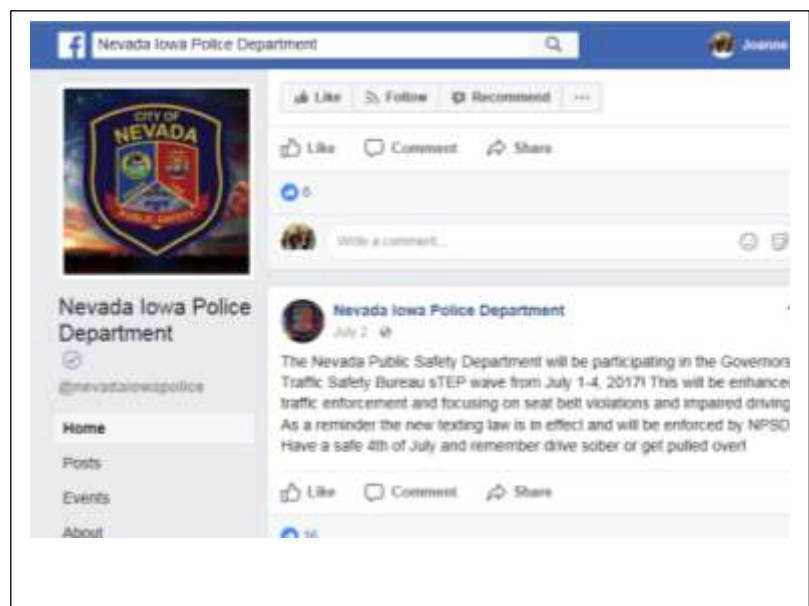 Nevada Iowa Police Department
Joanne
CITY OF
NEVADA
PUBLIC SAFETY
Like Follow Recommend ...
Like Comment Share
6
Write a comment...
Nevada Iowa Police
Department
@nevadaiowapolice
Home
Posts
Events
About
Nevada Iowa Police Department
July 2
The Nevada Public Safety Department will be participating in the Governors
Traffic Safety Bureau sTEP wave from July 1-4, 2017! This will be enhanced
traffic enforcement and focusing on seat belt violations and impaired driving
As a reminder the new texting law is in effect and will be enforced by NPSD
Have a safe 4th of July and remember drive sober or get pulled over!
Like Comment Share
16